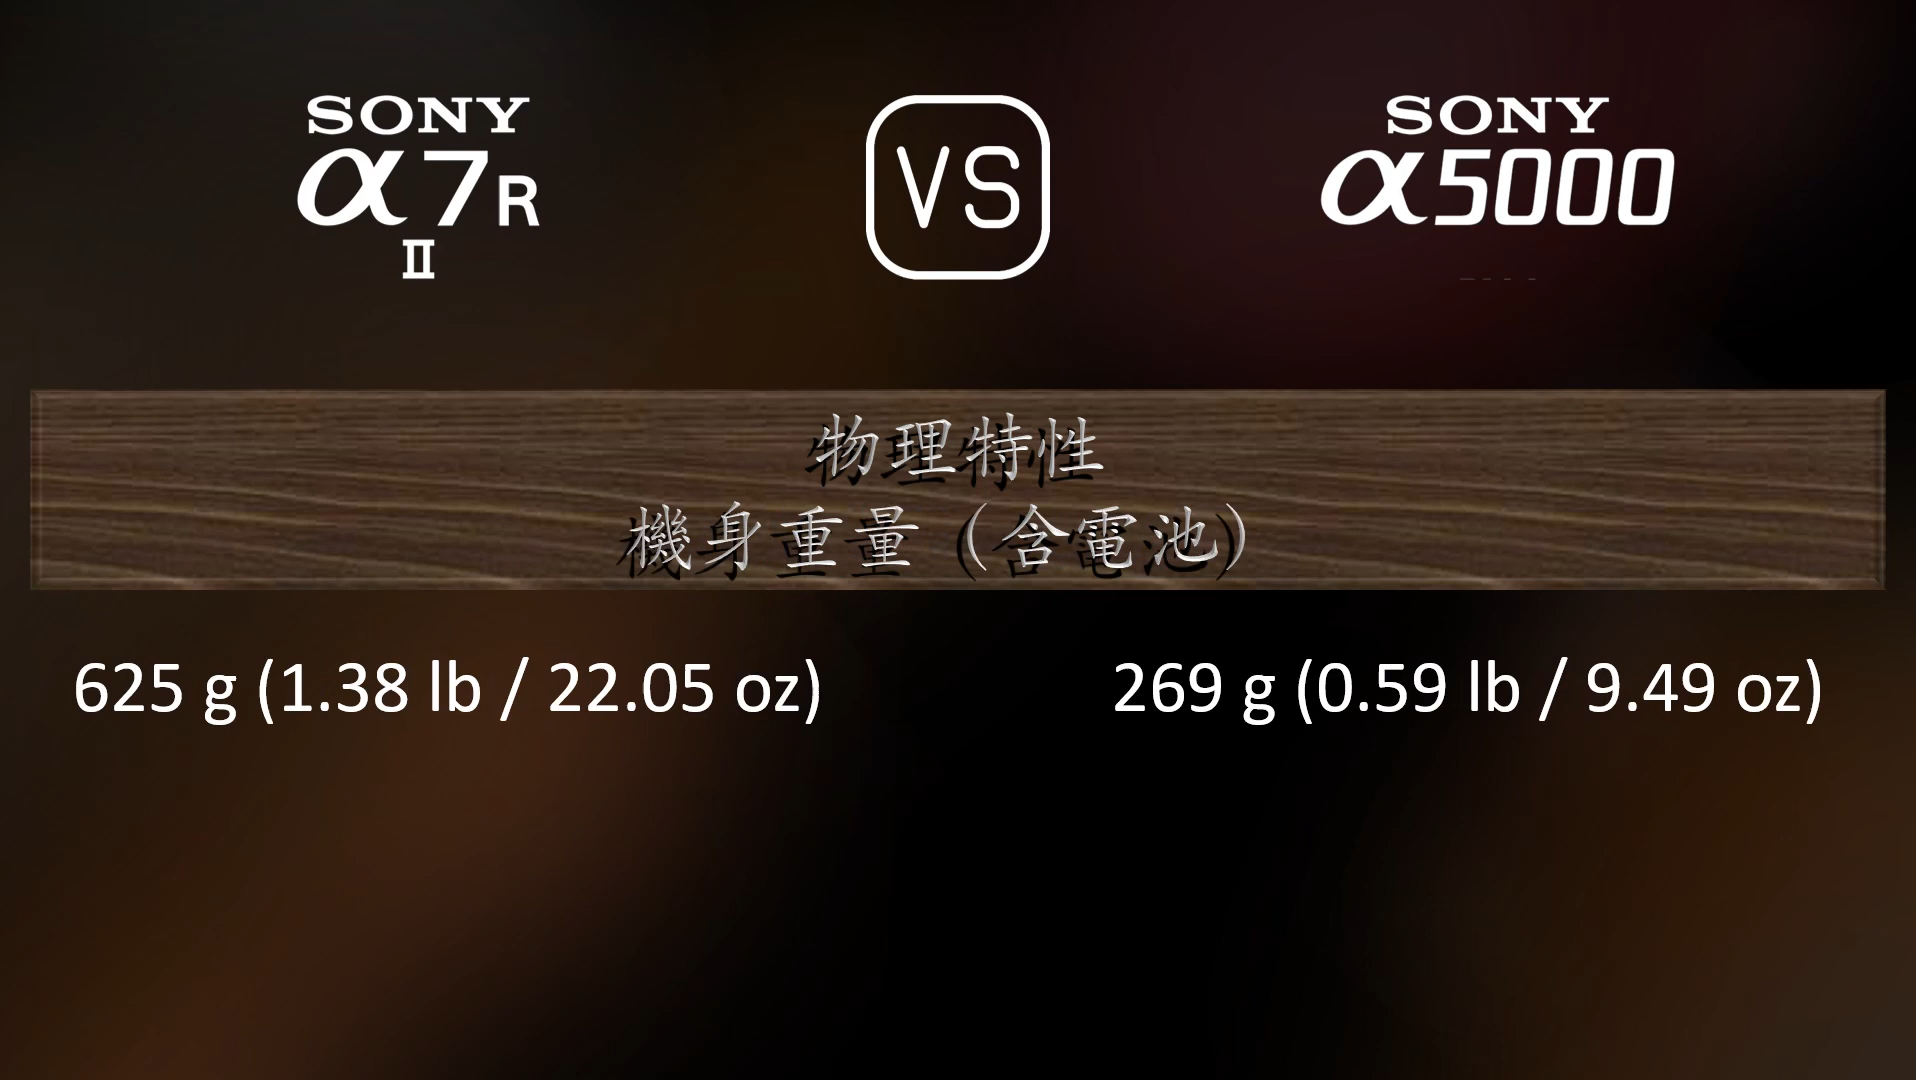 SONY
α7R
II
VS
SONY
α5000
物理特性
機身重量（含電池）
625 g (1.38 lb / 22.05 oz)
269 g (0.59 lb / 9.49 oz)